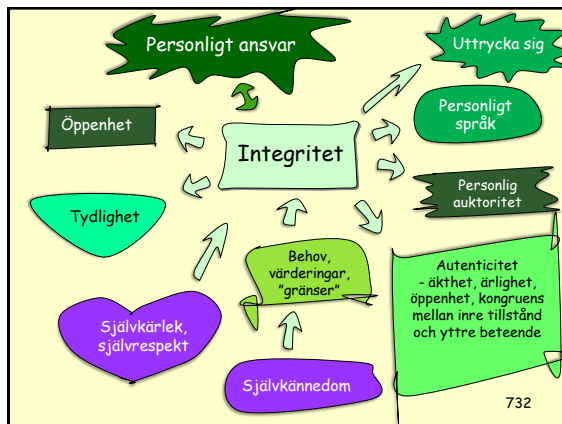 Personligt ansvar
Uttrycka sig
Öppenhet
Personligt
språk
Integritet
Personlig
auktoritet
Tydlighet
Behov,
värderingar,
"gränser"
Autenticitet
- äkthet, ärlighet,
öppenhet, kongruens
mellan inre tillstånd
och yttre beteende
Självkärlek,
självrespekt
Självkännedom
732